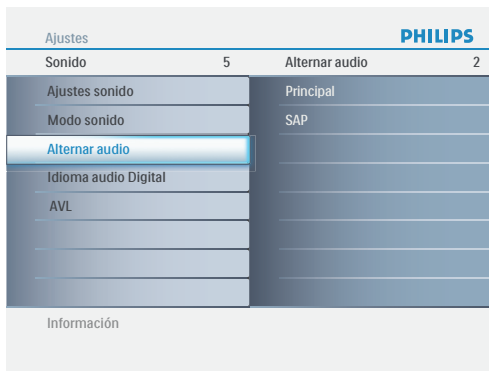 Ajustes
PHILIPS
Sonido 5
Alternar audio 2
Ajustes sonido
Modo sonido
Alternar audio
Idioma audio Digital
AVL
Principal
SAP
Información